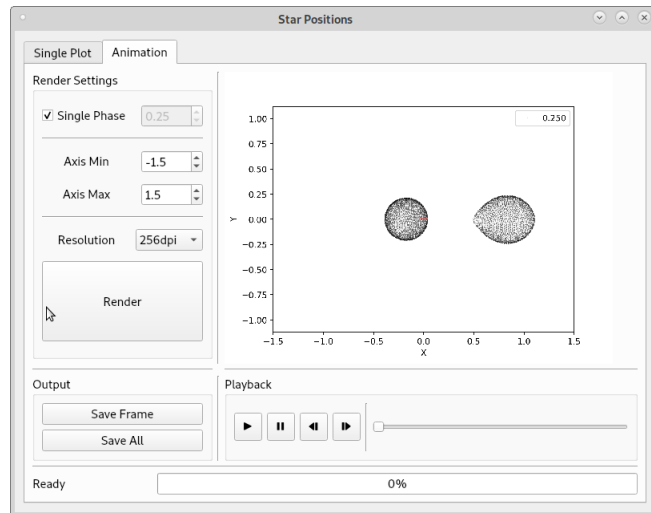 Star Positions
Single Plot
Animation
Render Settings
Single Phase
0.25
Axis Min
-1.5
Axis Max
1.5
Resolution
256dpi
Render
0.250
1.00
0.75
0.50
0.25
0.00
−0.25
−0.50
−0.75
−1.00
Y
−1.5
−1.0
−0.5
0.0
0.5
1.0
1.5
X
Output
Save Frame
Save All
Playback
Ready
0%